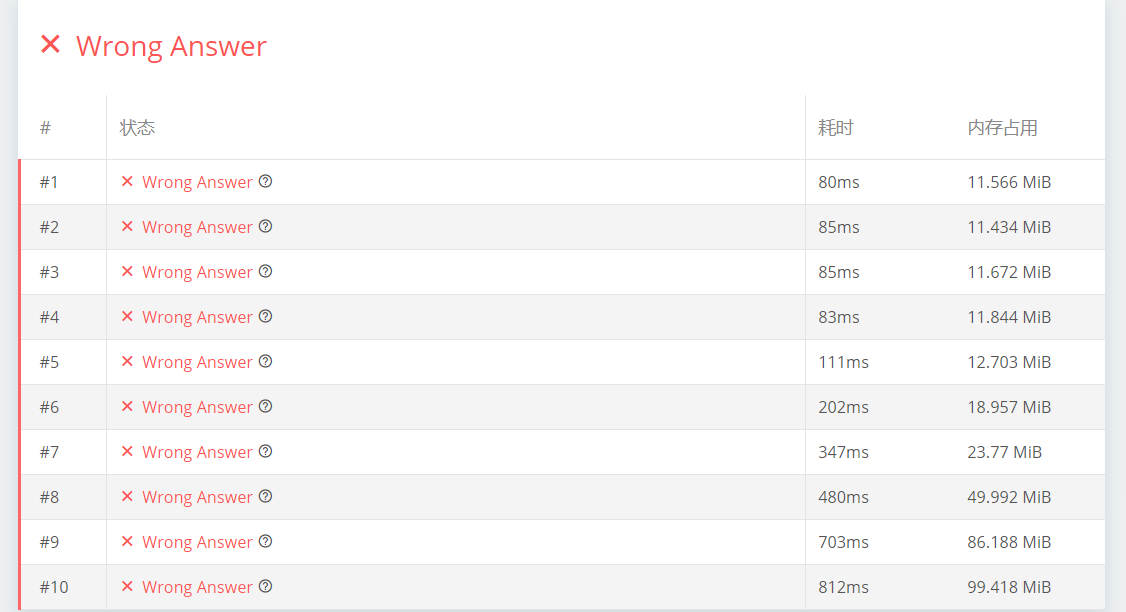 Wrong Answer
# 状态 耗时 内存占用
#1 Wrong Answer 80ms 11.566 MiB
#2 Wrong Answer 85ms 11.434 MiB
#3 Wrong Answer 85ms 11.672 MiB
#4 Wrong Answer 83ms 11.844 MiB
#5 Wrong Answer 111ms 12.703 MiB
#6 Wrong Answer 202ms 18.957 MiB
#7 Wrong Answer 347ms 23.77 MiB
#8 Wrong Answer 480ms 49.992 MiB
#9 Wrong Answer 703ms 86.188 MiB
#10 Wrong Answer 812ms 99.418 MiB